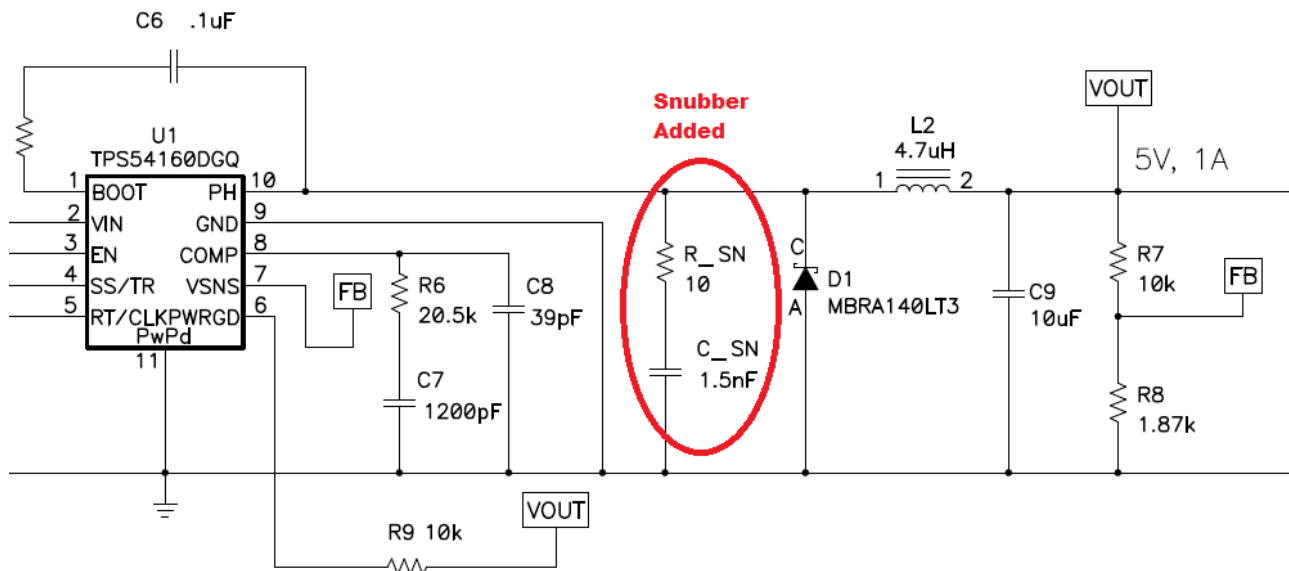 C6 .1uF
Snubber
Added
VOUT
U1
TPS54160DGQ
L2
4.7uH
5V, 1A
1 BOOT PH 10
2 VIN GND 9
3 EN COMP 8
4 SS/TR VSNS 7
5 RT/CLK PWRGD 6
PwPd
11
1 2
FB
R6
20.5k
C8
39pF
C7
1200pF
R_SN
10
C_SN
1.5nF
C
A
D1
MBRA140LT3
C9
10uF
R7
10k
FB
R8
1.87k
VOUT
R9 10k